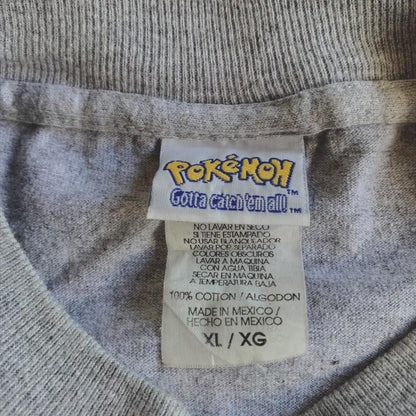 POKéMON™
Gotta catch 'em all!™
NO LAVAR EN SECO
SI TIENE ESTAMPADO
NO USAR BLANQUEADOR
LAVAR POR SEPARADO
COLORES OBSCUROS
LAVAR A MAQUINA
CON AGUA TIBIA
SECAR EN MAQUINA
A TEMPERATURA BAJA
100% COTTON / ALGODON
MADE IN MEXICO/
HECHO EN MEXICO
XL / XG